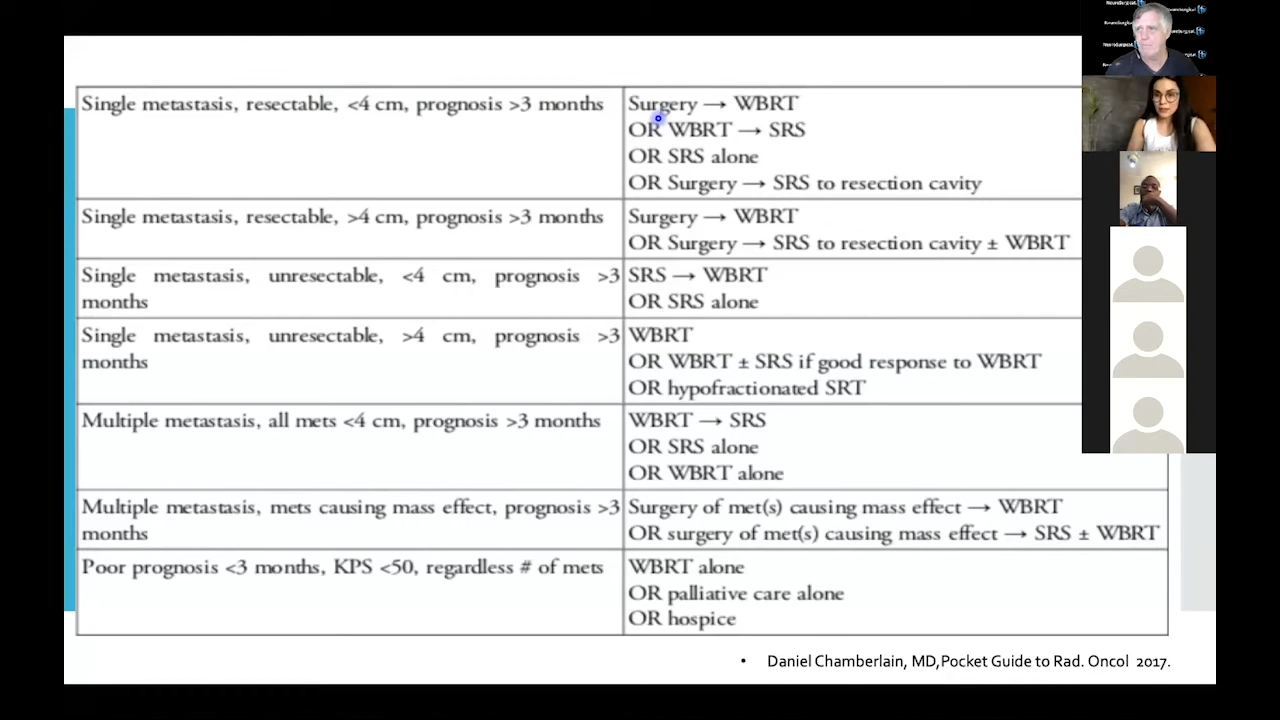 Single metastasis, resectable, <4 cm, prognosis >3 months
Surgery → WBRT
OR WBRT → SRS
OR SRS alone
OR Surgery → SRS to resection cavity
Single metastasis, resectable, >4 cm, prognosis >3 months
Surgery → WBRT
OR Surgery → SRS to resection cavity ± WBRT
Single metastasis, unresectable, <4 cm, prognosis >3
months
SRS → WBRT
OR SRS alone
Single metastasis, unresectable, >4 cm, prognosis >3
months
WBRT
OR WBRT ± SRS if good response to WBRT
OR hypofractionated SRT
Multiple metastasis, all mets <4 cm, prognosis >3 months
WBRT → SRS
OR SRS alone
OR WBRT alone
Multiple metastasis, mets causing mass effect, prognosis >3
months
Surgery of met(s) causing mass effect → WBRT
OR surgery of met(s) causing mass effect → SRS ± WBRT
Poor prognosis <3 months, KPS <50, regardless # of mets
WBRT alone
OR palliative care alone
OR hospice
• Daniel Chamberlain, MD,Pocket Guide to Rad. Oncol 2017.